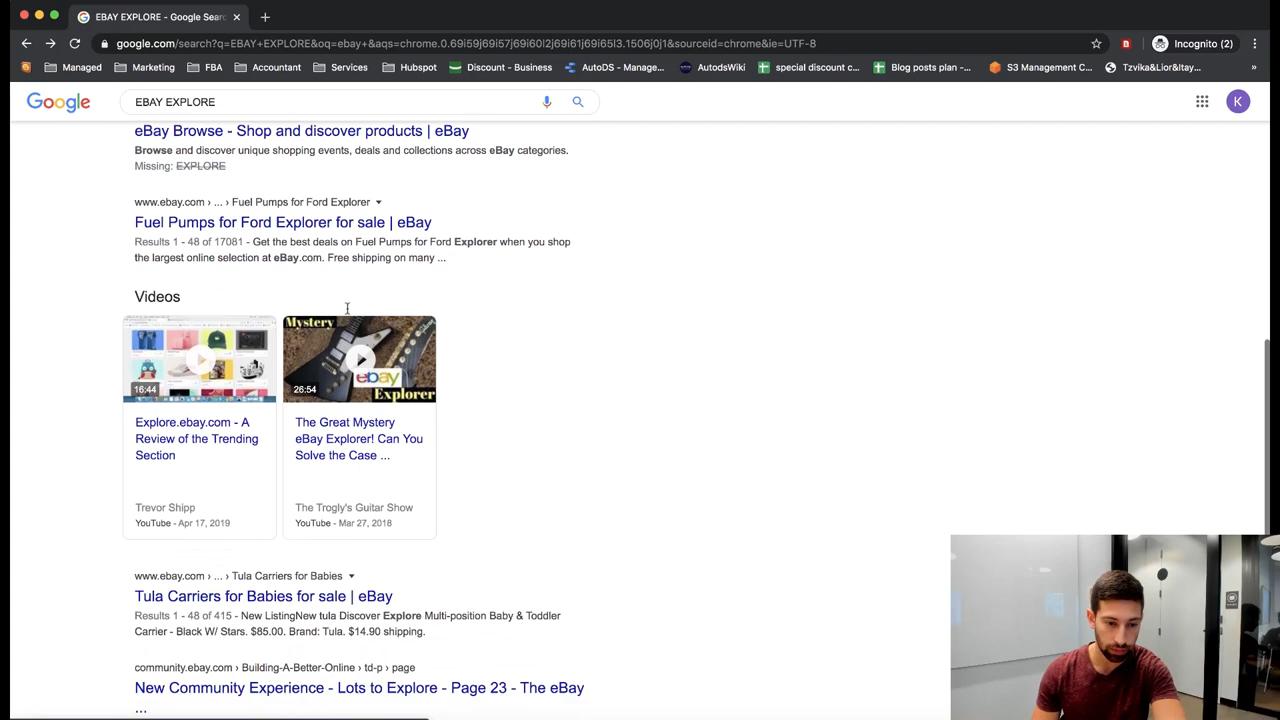 EBAY EXPLORE - Google Sear
google.com/search?q=EBAY+EXPLORE&oq=ebay+&aqs=chrome.0.69i59j69i57j69i60l2j69i61j69i65l3.1506j0j1&sourceid=chrome&ie=UTF-8
Incognito (2)
Managed
Marketing
FBA
Accountant
Services
Hubspot
Discount - Business
AutoDS - Manage...
AutodsWiki
special discount c...
Blog posts plan -...
S3 Management C...
Tzvika&Lior&Itay...
»
Google
EBAY EXPLORE
K
eBay Browse - Shop and discover products | eBay
Browse and discover unique shopping events, deals and collections across eBay categories.
Missing: EXPLORE
www.ebay.com › ... › Fuel Pumps for Ford Explorer
Fuel Pumps for Ford Explorer for sale | eBay
Results 1 - 48 of 17081 - Get the best deals on Fuel Pumps for Ford Explorer when you shop
the largest online selection at eBay.com. Free shipping on many ...
Videos
16:44
Mystery
ebay
Explorer
26:54
Explore.ebay.com - A
Review of the Trending
Section
Trevor Shipp
YouTube - Apr 17, 2019
The Great Mystery
eBay Explorer! Can You
Solve the Case ...
The Trogly's Guitar Show
YouTube - Mar 27, 2018
www.ebay.com › ... › Tula Carriers for Babies
Tula Carriers for Babies for sale | eBay
Results 1 - 48 of 415 - New ListingNew tula Discover Explore Multi-position Baby & Toddler
Carrier - Black W/ Stars. $85.00. Brand: Tula. $14.90 shipping.
community.ebay.com › Building-A-Better-Online › td-p › page
New Community Experience - Lots to Explore - Page 23 - The eBay
...